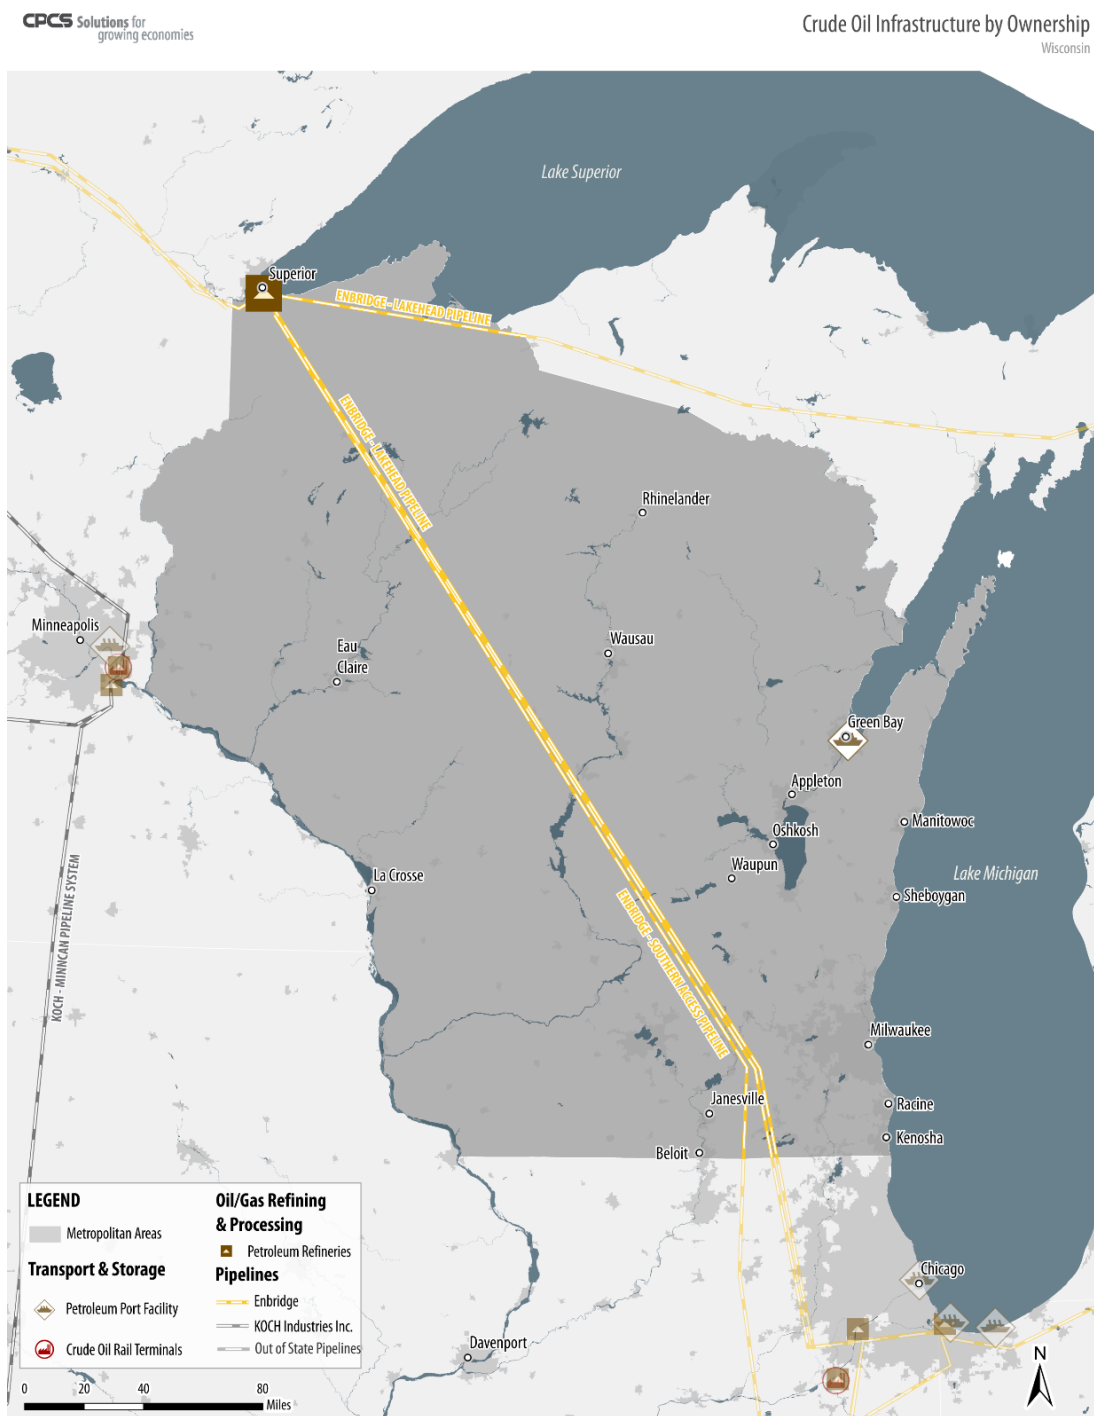 CPCS Solutions for
growing economies
Crude Oil Infrastructure by Ownership
Wisconsin
Lake Superior
Superior
ENBRIDGE - LAKEHEAD PIPELINE
ENBRIDGE - LAKEHEAD PIPELINE
Rhinelander
Minneapolis
Eau
Claire
Wausau
Green Bay
Appleton
Manitowoc
Oshkosh
Waupun
La Crosse
Lake Michigan
Sheboygan
KOCH - MINNCAN PIPELINE SYSTEM
ENBRIDGE - SOUTHERN ACCESS PIPELINE
Milwaukee
Janesville
Racine
Kenosha
Beloit
Chicago
Davenport
LEGEND
Metropolitan Areas
Transport & Storage
Petroleum Port Facility
Crude Oil Rail Terminals
Oil/Gas Refining
& Processing
Petroleum Refineries
Pipelines
Enbridge
KOCH Industries Inc.
Out of State Pipelines
0 20 40 80
Miles
N